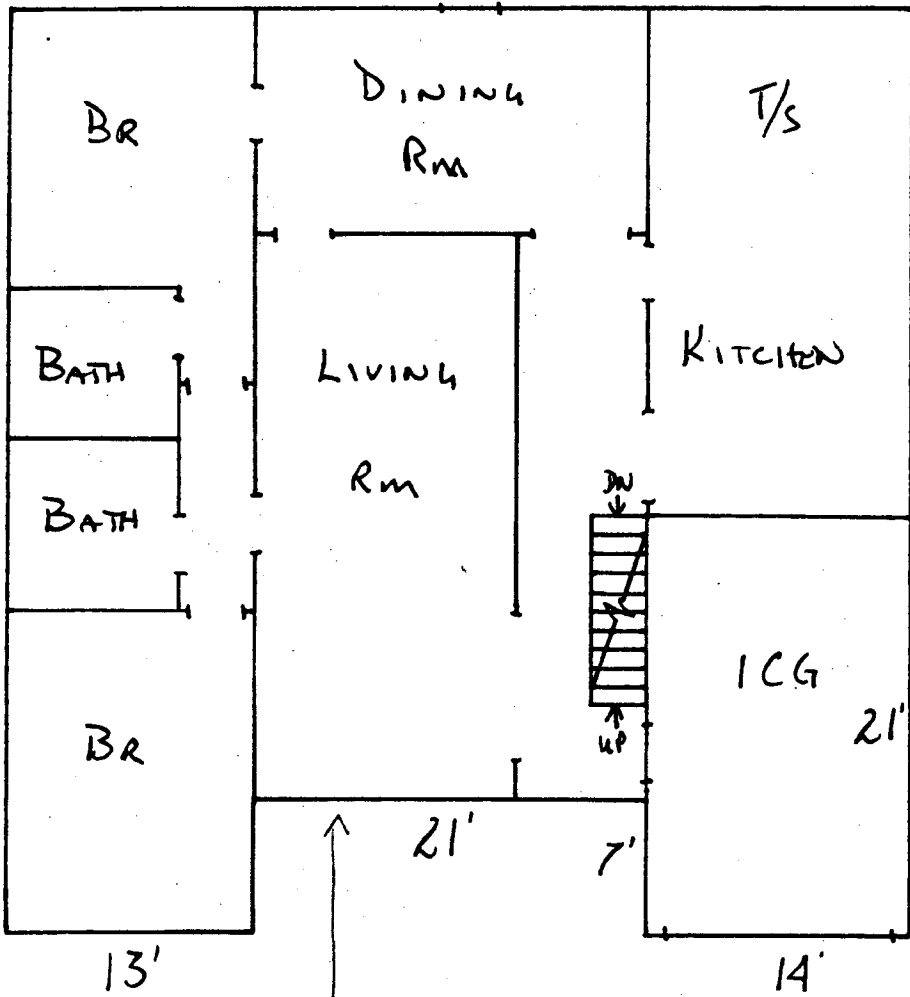 BR
DINING
RM
T/S
BATH
LIVING
RM
KITCHEN
BATH
DN
BR
UP
1CG
21'
21'
7'
13'
14'